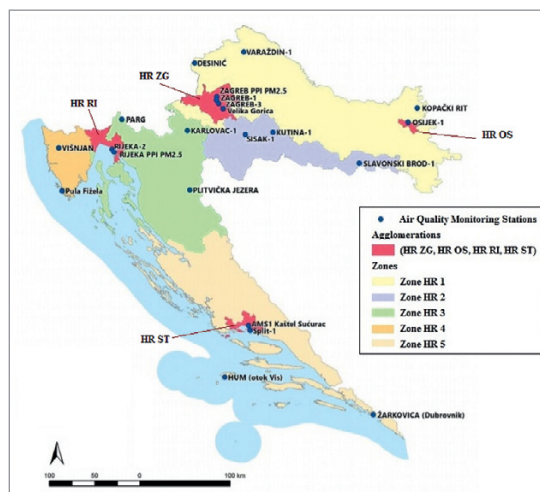 VARAŽDIN-1
DESINIĆ
HR ZG
ZAGREB PPI PM2.5
ZAGREB-1
ZAGREB-3
Velika Gorica
KOPAČKI RIT
OSIJEK-1
HR OS
HR RI
PARG
KARLOVAC-1
SISAK-1
KUTINA-1
VIŠNJAN
RIJEKA-2
RIJEKA PPI PM2.5
SLAVONSKI BROD-1
Pula Fižela
PLITVIČKA JEZERA
Air Quality Monitoring Stations
Agglomerations
(HR ZG, HR OS, HR RI, HR ST)
Zones
Zone HR 1
Zone HR 2
Zone HR 3
Zone HR 4
Zone HR 5
AMS1 Kaštel Sućurac
Split-1
HR ST
HUM (otok Vis)
ŽARKOVICA (Dubrovnik)
100 50 0 100 km